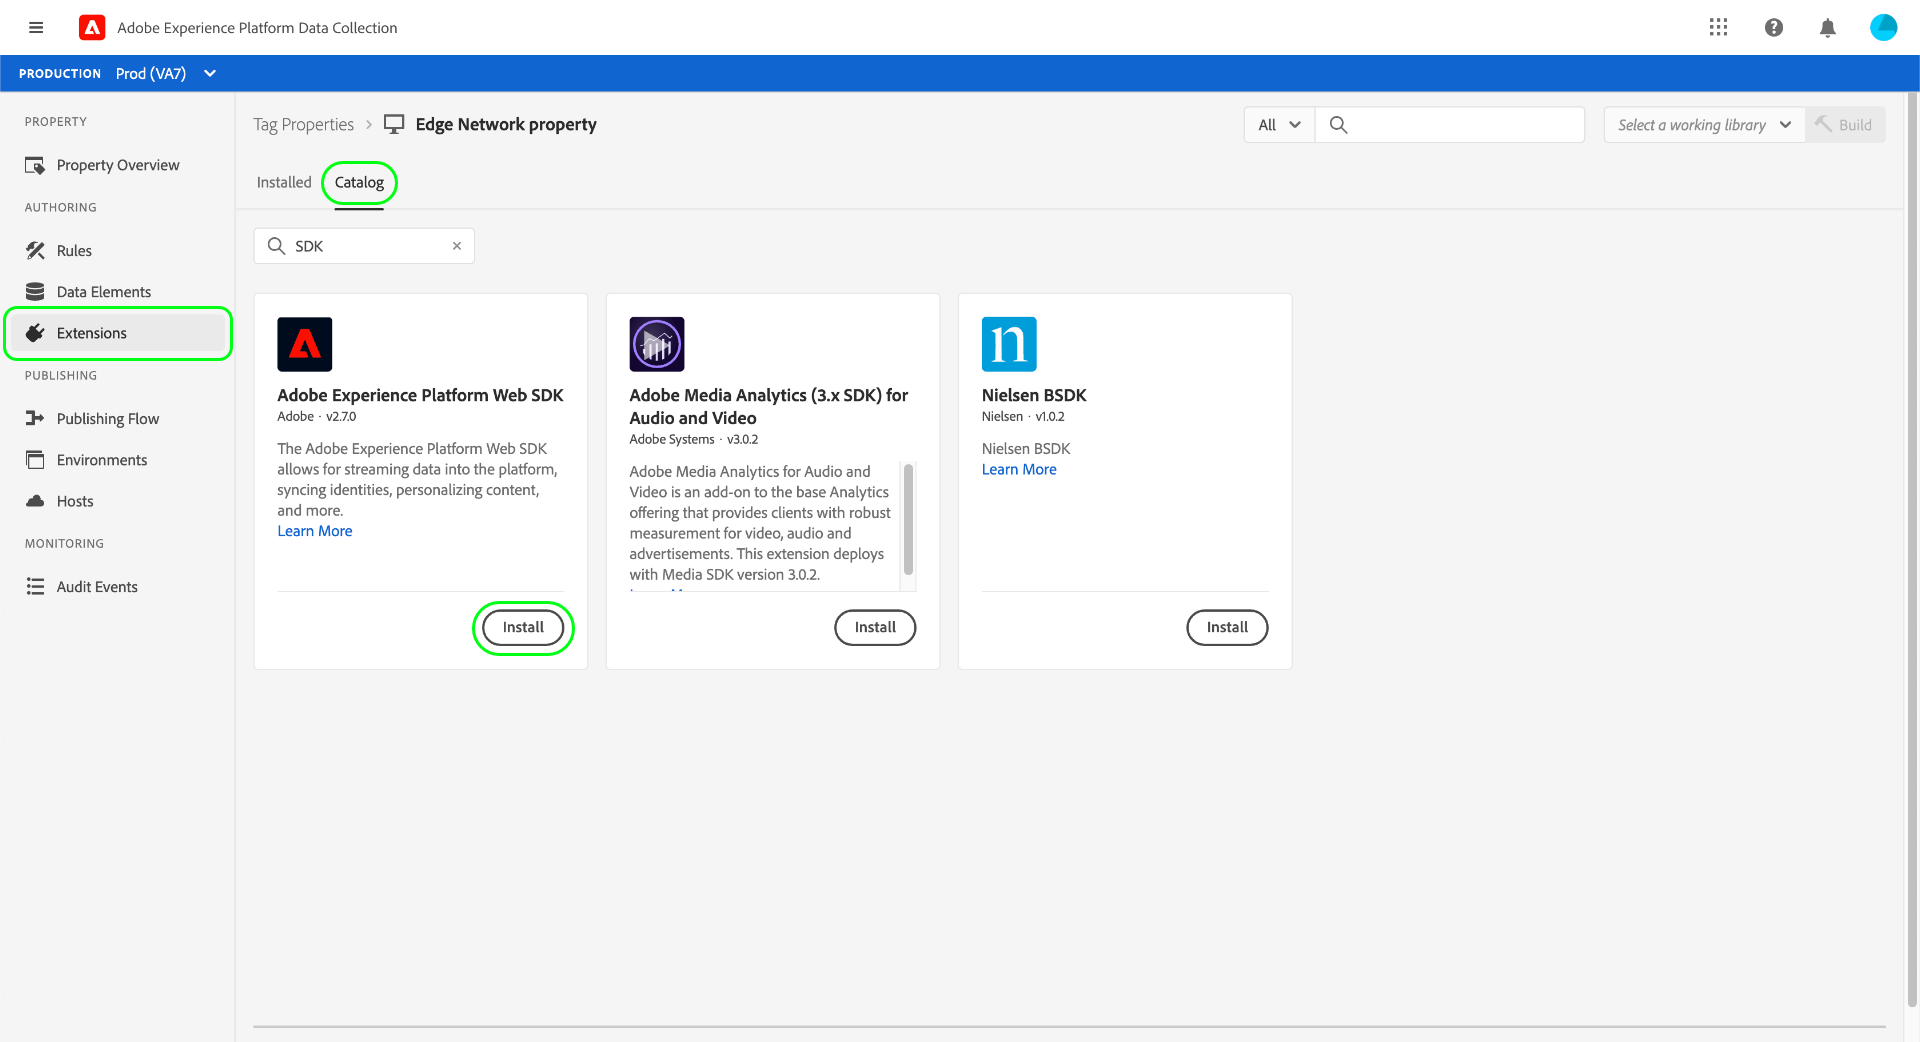 Adobe Experience Platform Data Collection
PRODUCTION Prod (VA7)
PROPERTY
Property Overview
AUTHORING
Rules
Data Elements
Extensions
PUBLISHING
Publishing Flow
Environments
Hosts
MONITORING
Audit Events
Tag Properties > Edge Network property
All
Select a working library
Build
Installed Catalog
SDK
Adobe Experience Platform Web SDK
Adobe · v2.7.0
The Adobe Experience Platform Web SDK
allows for streaming data into the platform,
syncing identities, personalizing content,
and more.
Learn More
Install
Adobe Media Analytics (3.x SDK) for
Audio and Video
Adobe Systems · v3.0.2
Adobe Media Analytics for Audio and
Video is an add-on to the base Analytics
offering that provides clients with robust
measurement for video, audio and
advertisements. This extension deploys
with Media SDK version 3.0.2.
Install
n
Nielsen BSDK
Nielsen · v1.0.2
Nielsen BSDK
Learn More
Install